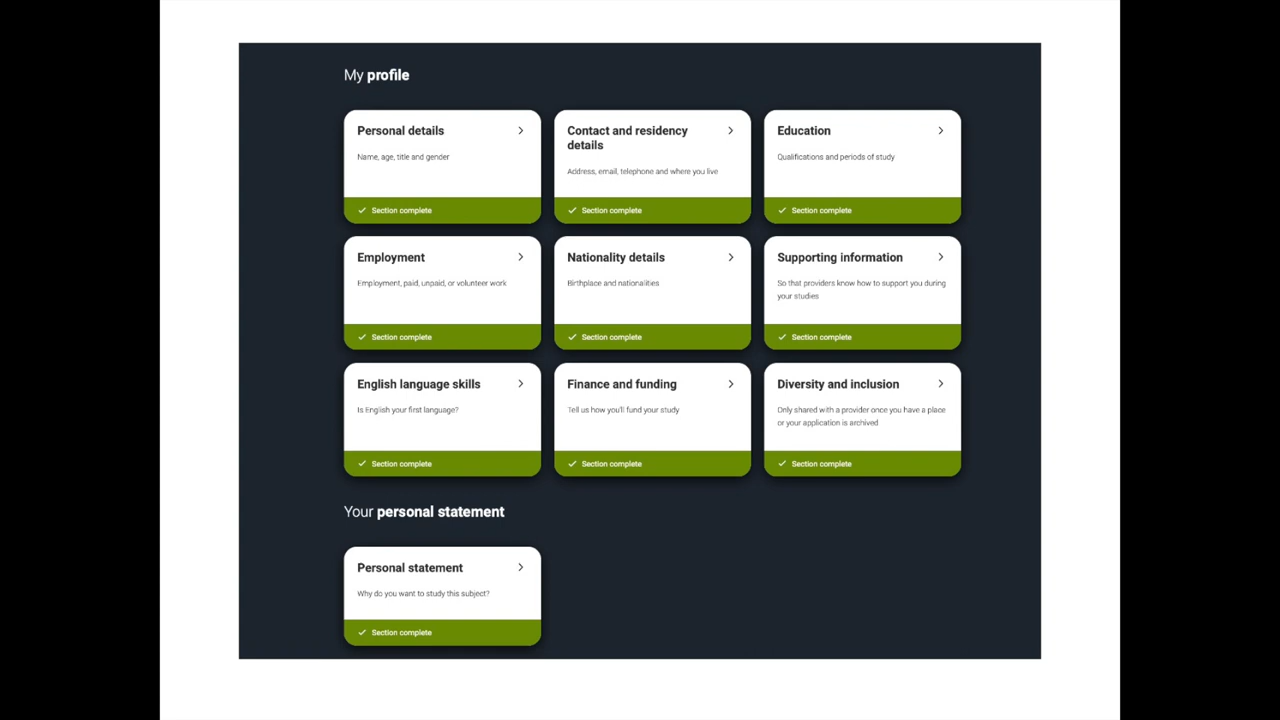 My profile
Personal details
Name, age, title and gender
Section complete
Contact and residency
details
Address, email, telephone and where you live
Section complete
Education
Qualifications and periods of study
Section complete
Employment
Employment, paid, unpaid, or volunteer work
Section complete
Nationality details
Birthplace and nationalities
Section complete
Supporting information
So that providers know how to support you during
your studies
Section complete
English language skills
Is English your first language?
Section complete
Finance and funding
Tell us how you'll fund your study
Section complete
Diversity and inclusion
Only shared with a provider once you have a place
or your application is archived
Section complete
Your personal statement
Personal statement
Why do you want to study this subject?
Section complete